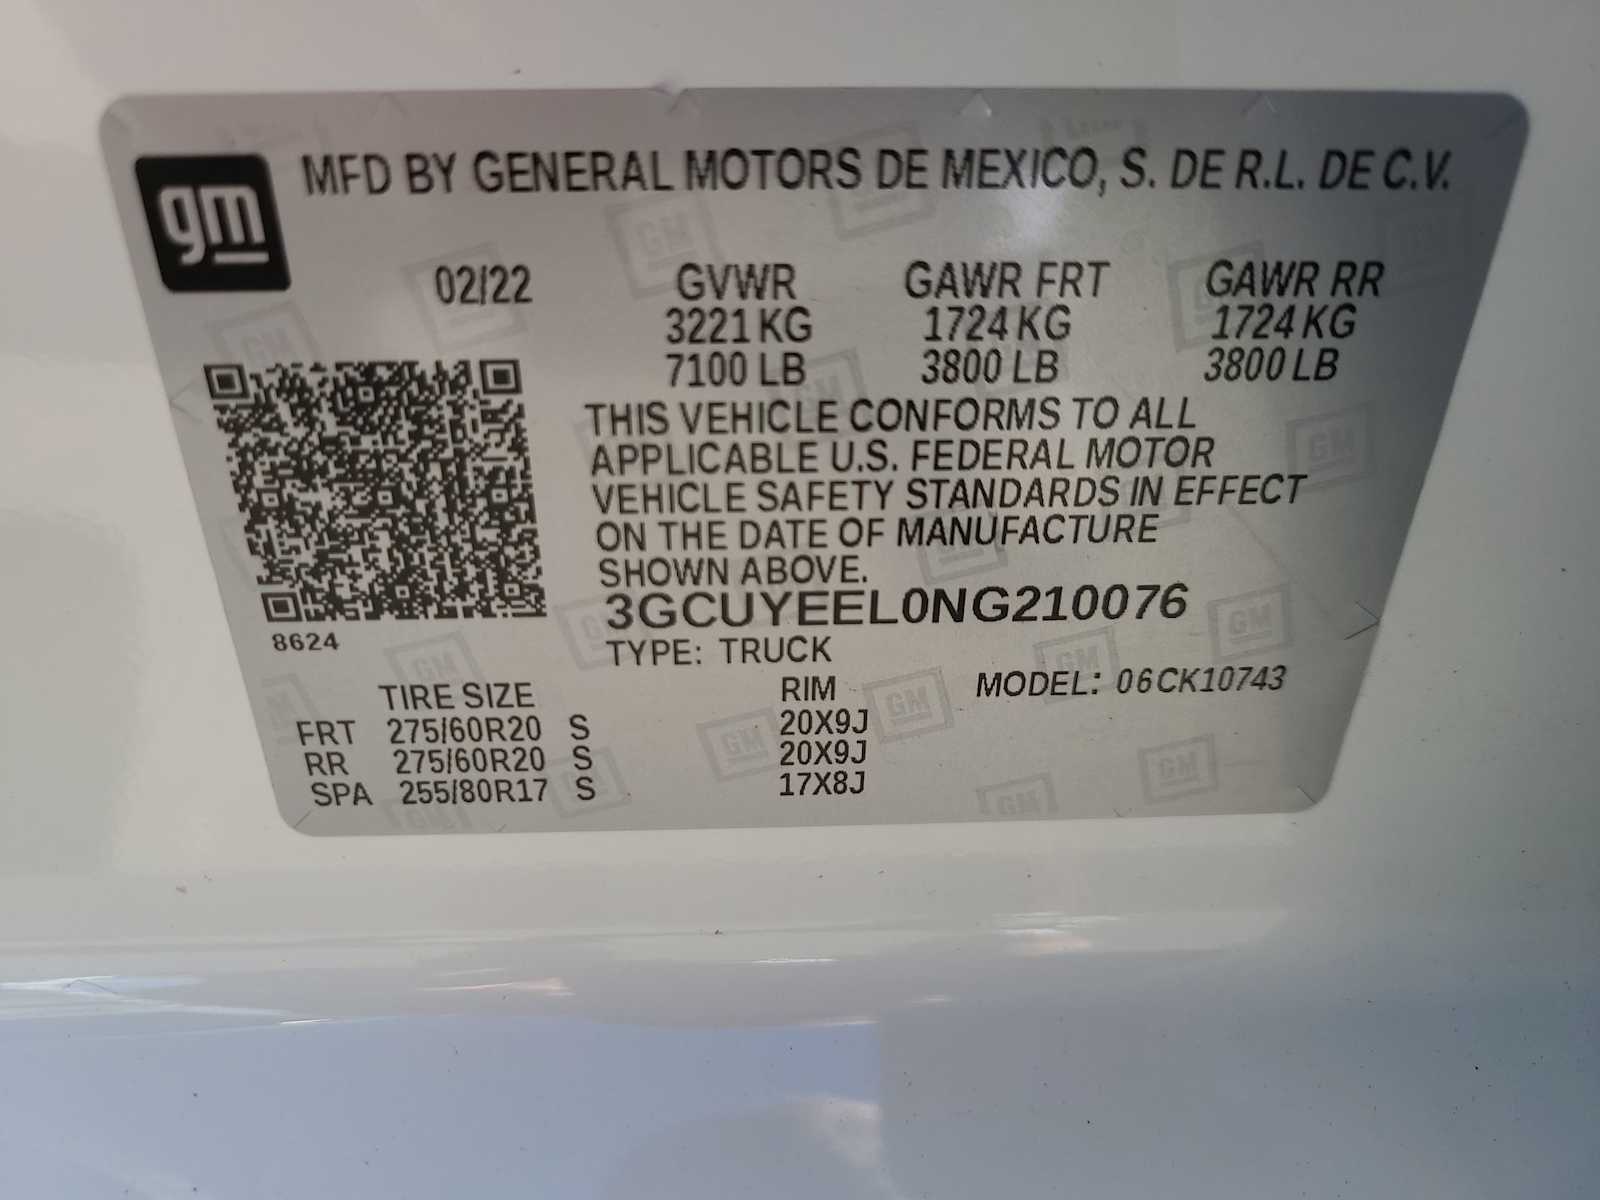 gm
MFD BY GENERAL MOTORS DE MEXICO, S. DE R.L. DE C.V.
02/22 GVWR GAWR FRT GAWR RR
3221 KG 1724 KG 1724 KG
7100 LB 3800 LB 3800 LB
THIS VEHICLE CONFORMS TO ALL
APPLICABLE U.S. FEDERAL MOTOR
VEHICLE SAFETY STANDARDS IN EFFECT
ON THE DATE OF MANUFACTURE
SHOWN ABOVE.
3GCUYEEL0NG210076
8624
TYPE: TRUCK
TIRE SIZE RIM MODEL: 06CK10743
FRT 275/60R20 S 20X9J
RR 275/60R20 S 20X9J
SPA 255/80R17 S 17X8J